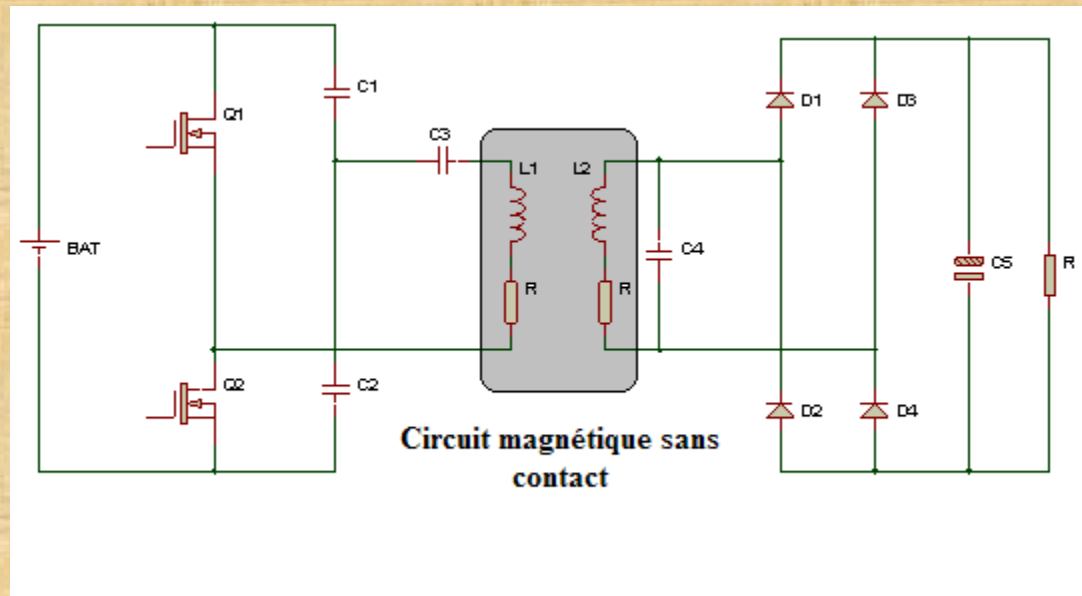 C1
D1
D3
Q1
C3
L1
L2
BAT
C4
C5
R
R
R
Q2
C2
D2
D4
Circuit magnétique sans
contact